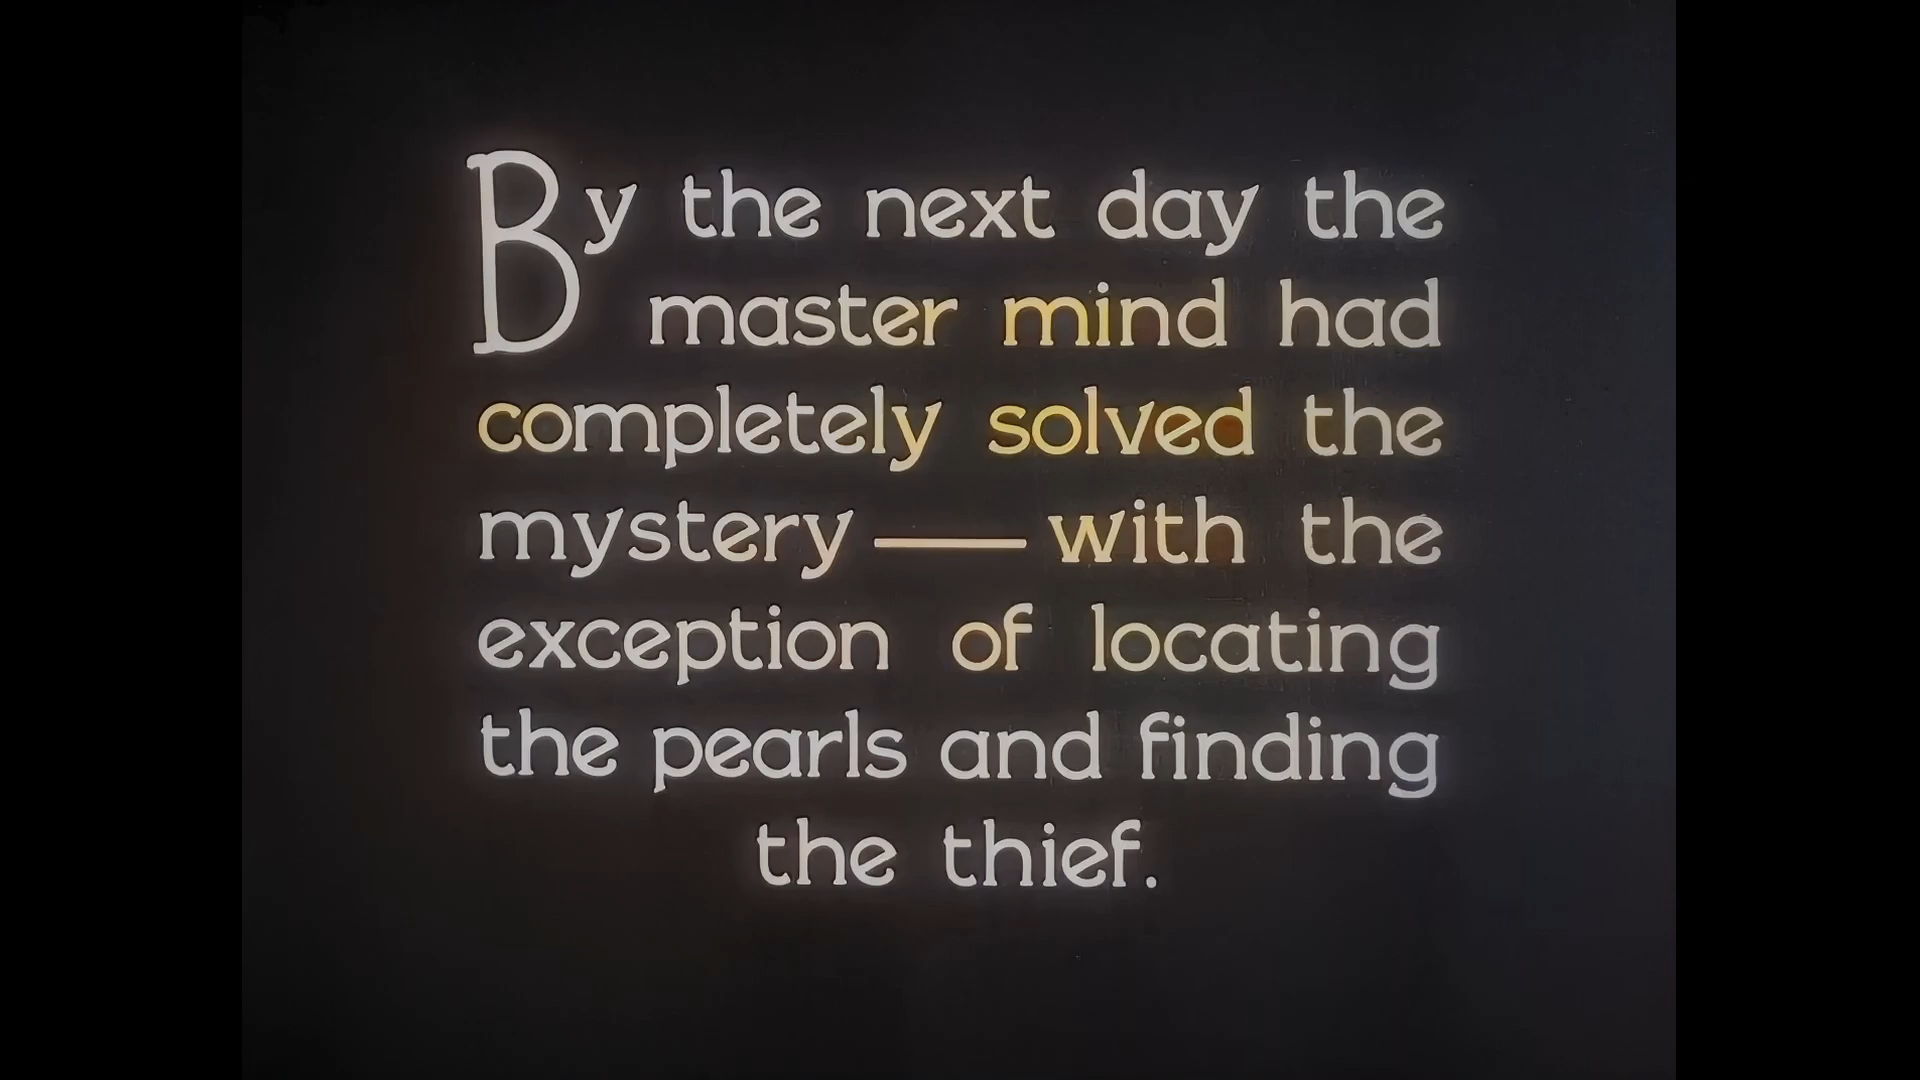 By the next day the
master mind had
completely solved the
mystery — with the
exception of locating
the pearls and finding
the thief.